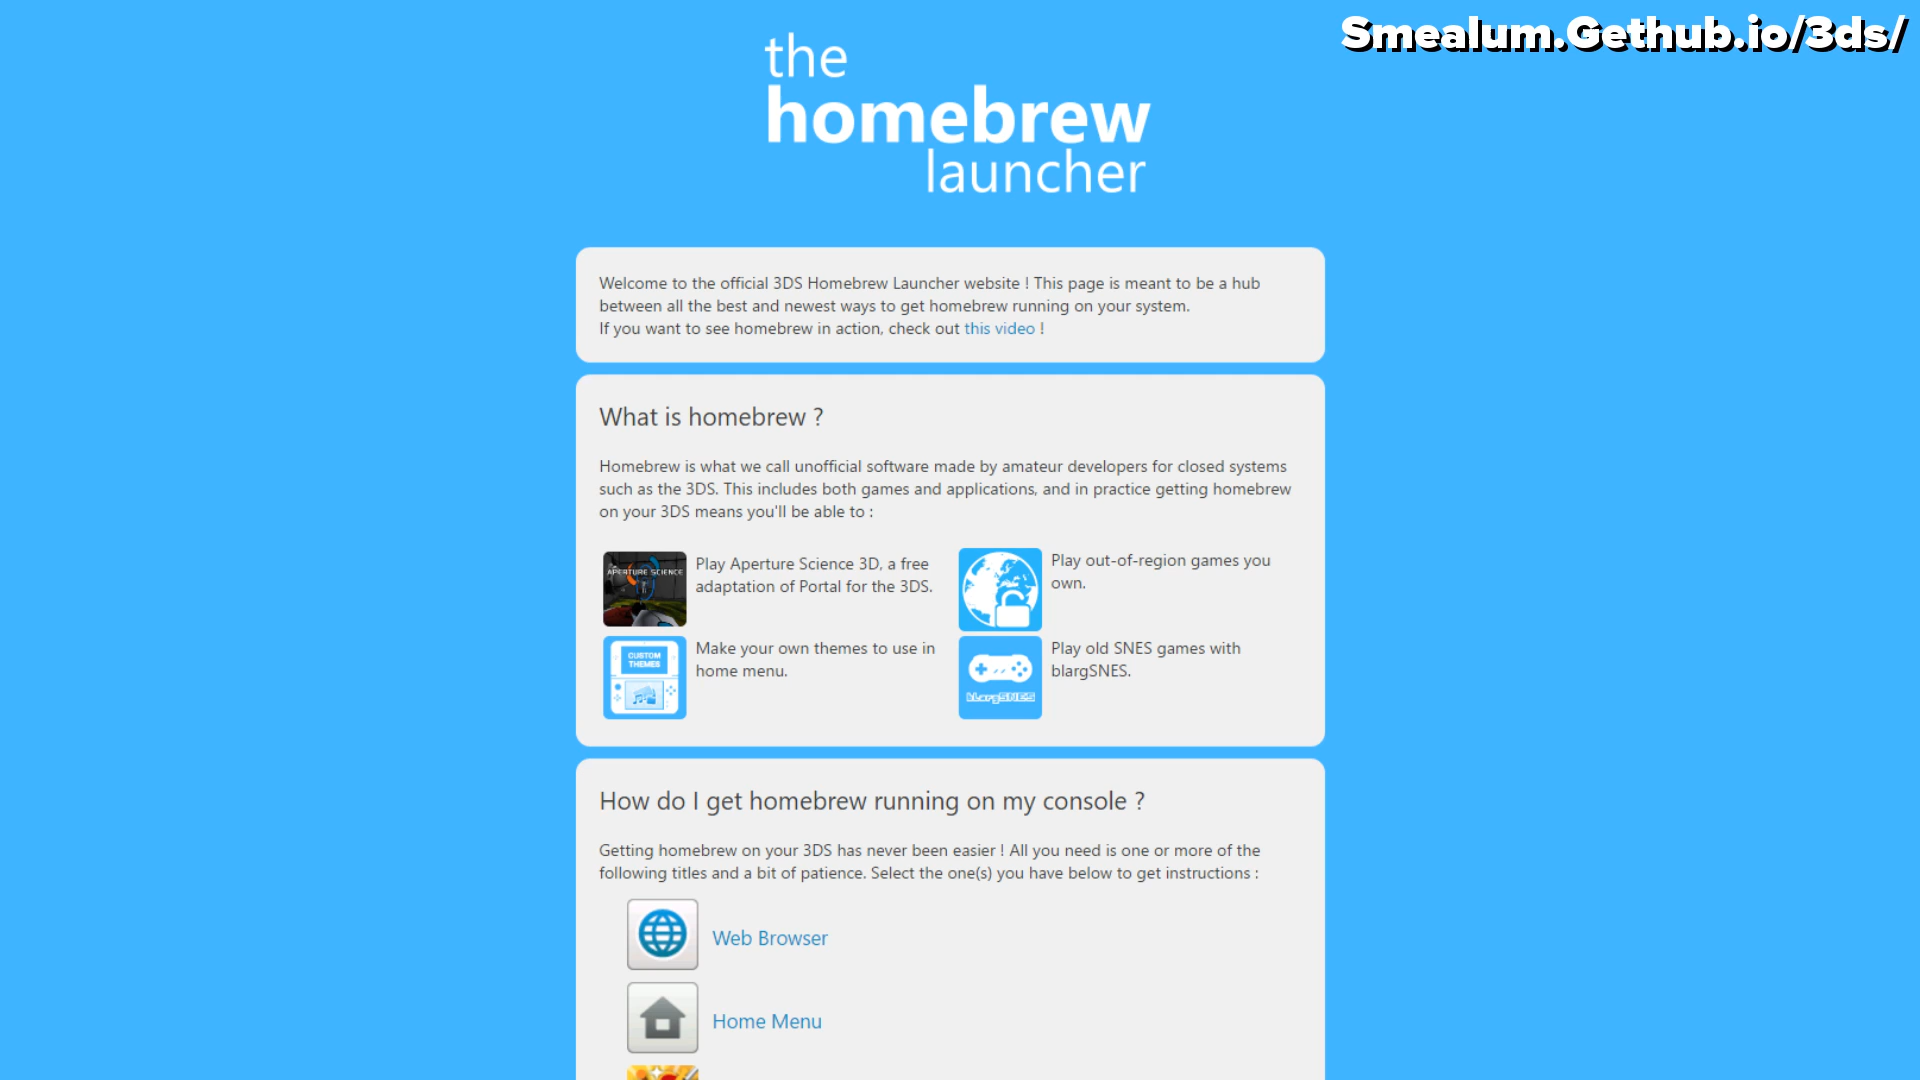 Smealum.Gethub.io/3ds/
the
homebrew
launcher
Welcome to the official 3DS Homebrew Launcher website ! This page is meant to be a hub
between all the best and newest ways to get homebrew running on your system.
If you want to see homebrew in action, check out this video !
What is homebrew ?
Homebrew is what we call unofficial software made by amateur developers for closed systems
such as the 3DS. This includes both games and applications, and in practice getting homebrew
on your 3DS means you'll be able to :
APERTURE SCIENCE
Play Aperture Science 3D, a free
adaptation of Portal for the 3DS.
Play out-of-region games you
own.
CUSTOM
THEMES
Make your own themes to use in
home menu.
blargSNES
Play old SNES games with
blargSNES.
How do I get homebrew running on my console ?
Getting homebrew on your 3DS has never been easier ! All you need is one or more of the
following titles and a bit of patience. Select the one(s) you have below to get instructions :
Web Browser
Home Menu